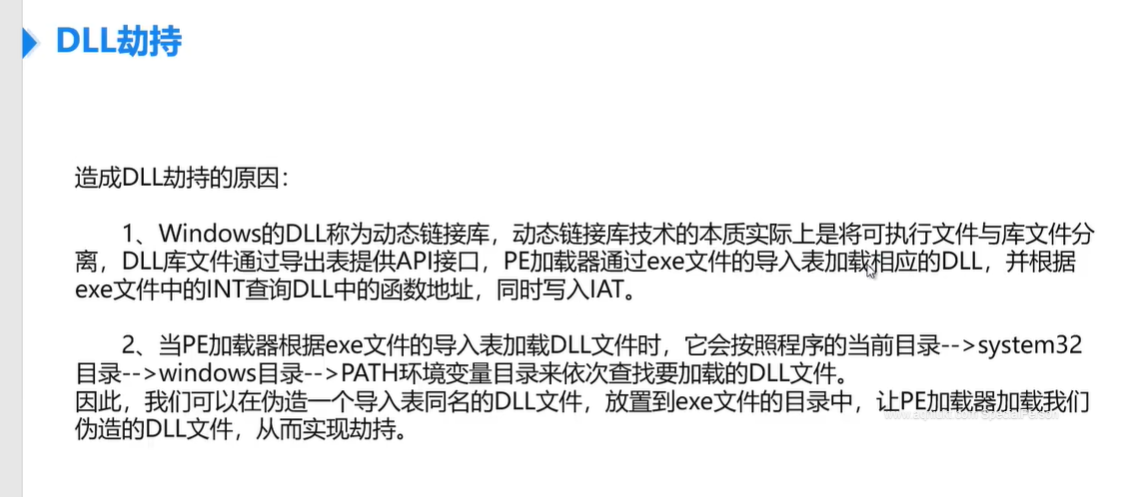 DLL劫持
造成DLL劫持的原因：
1、Windows的DLL称为动态链接库，动态链接库技术的本质实际上是将可执行文件与库文件分
离，DLL库文件通过导出表提供API接口，PE加载器通过exe文件的导入表加载相应的DLL，并根据
exe文件中的INT查询DLL中的函数地址，同时写入IAT。
2、当PE加载器根据exe文件的导入表加载DLL文件时，它会按照程序的当前目录-->system32
目录-->windows目录-->PATH环境变量目录来依次查找要加载的DLL文件。
因此，我们可以在伪造一个导入表同名的DLL文件，放置到exe文件的目录中，让PE加载器加载我们
伪造的DLL文件，从而实现劫持。